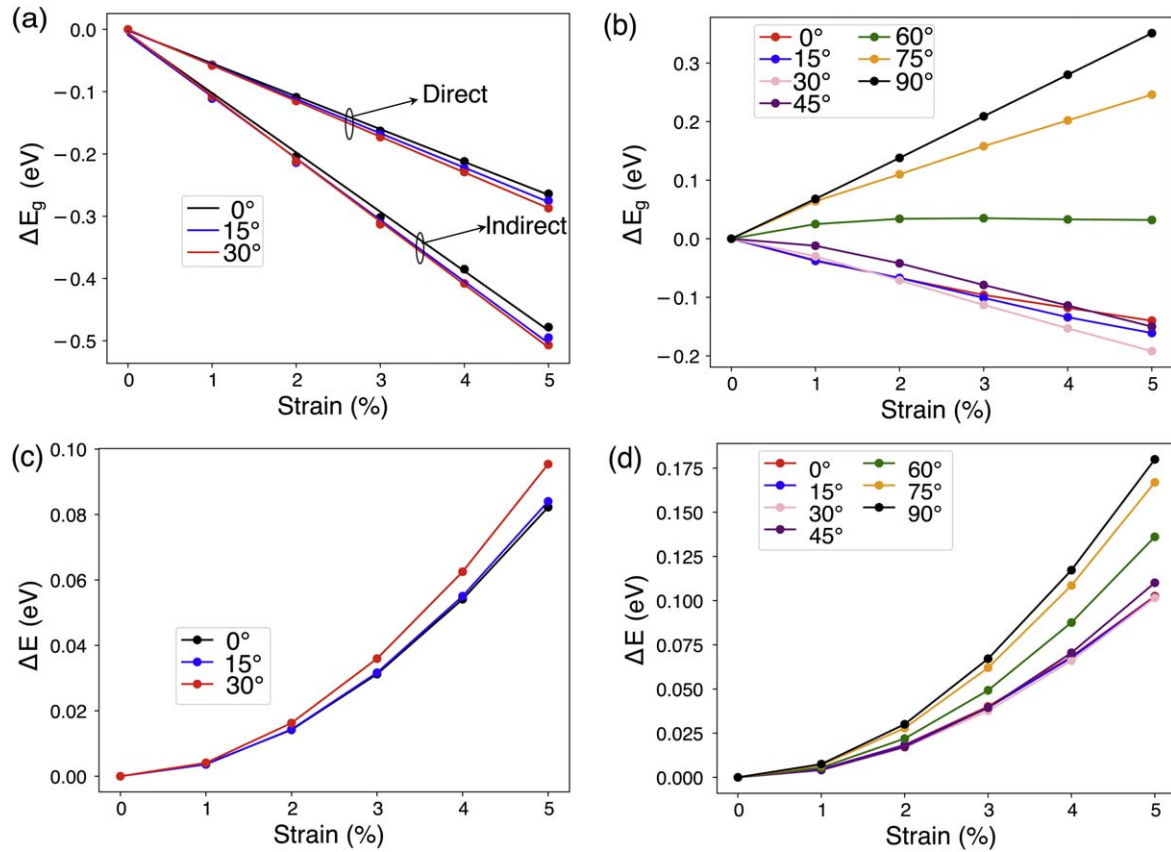 (a)
0.0
−0.1
−0.2
−0.3
−0.4
−0.5
ΔE_g (eV)
Direct
Indirect
0°
15°
30°
0 1 2 3 4 5
Strain (%)
(b)
0.3
0.2
0.1
0.0
−0.1
−0.2
ΔE_g (eV)
0° 60°
15° 75°
30° 90°
45°
0 1 2 3 4 5
Strain (%)
(c)
0.10
0.08
0.06
0.04
0.02
0.00
ΔE (eV)
0°
15°
30°
0 1 2 3 4 5
Strain (%)
(d)
0.175
0.150
0.125
0.100
0.075
0.050
0.025
0.000
ΔE (eV)
0° 60°
15° 75°
30° 90°
45°
0 1 2 3 4 5
Strain (%)